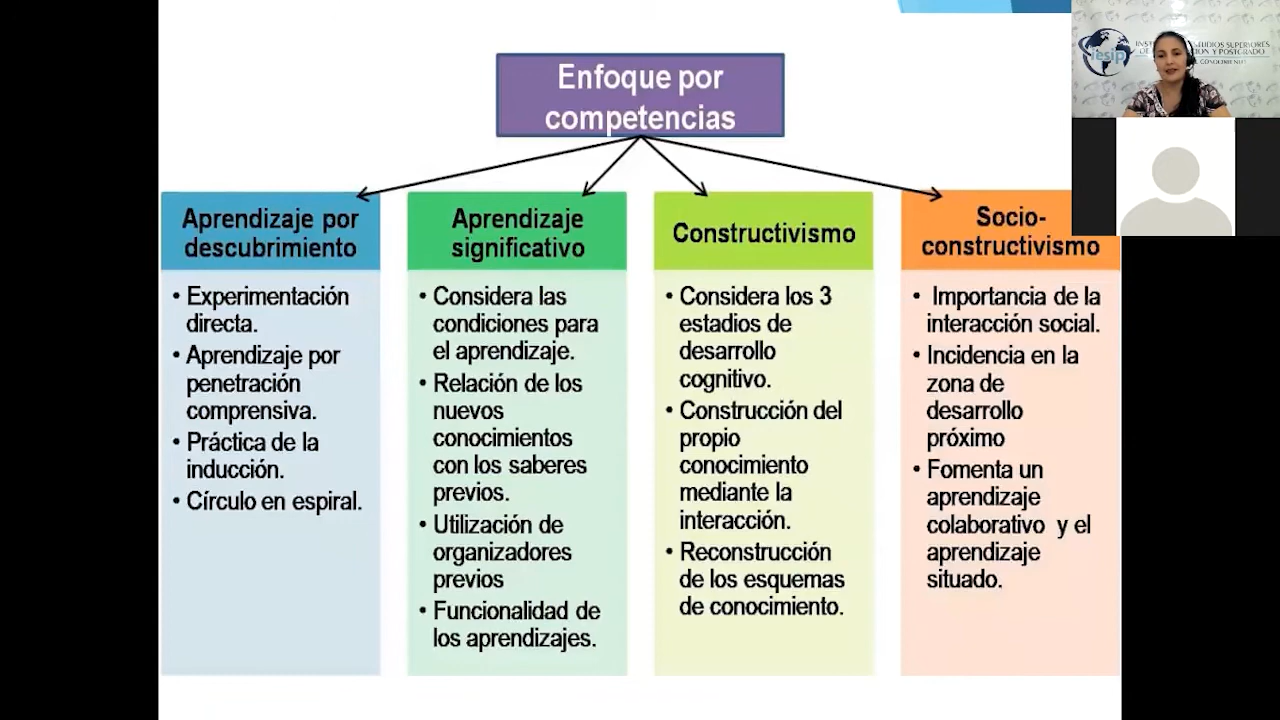 Enfoque por
competencias
Aprendizaje por
descubrimiento
• Experimentación
directa.
• Aprendizaje por
penetración
comprensiva.
• Práctica de la
inducción.
• Círculo en espiral.
Aprendizaje
significativo
• Considera las
condiciones para
el aprendizaje.
• Relación de los
nuevos
conocimientos
con los saberes
previos.
• Utilización de
organizadores
previos
• Funcionalidad de
los aprendizajes.
Constructivismo
• Considera los 3
estadios de
desarrollo
cognitivo.
• Construcción del
propio
conocimiento
mediante la
interacción.
• Reconstrucción
de los esquemas
de conocimiento.
Socio-
constructivismo
• Importancia de la
interacción social.
• Incidencia en la
zona de
desarrollo
próximo
• Fomenta un
aprendizaje
colaborativo y el
aprendizaje
situado.
iesip
SUPERIORES
Y POSTGRADO